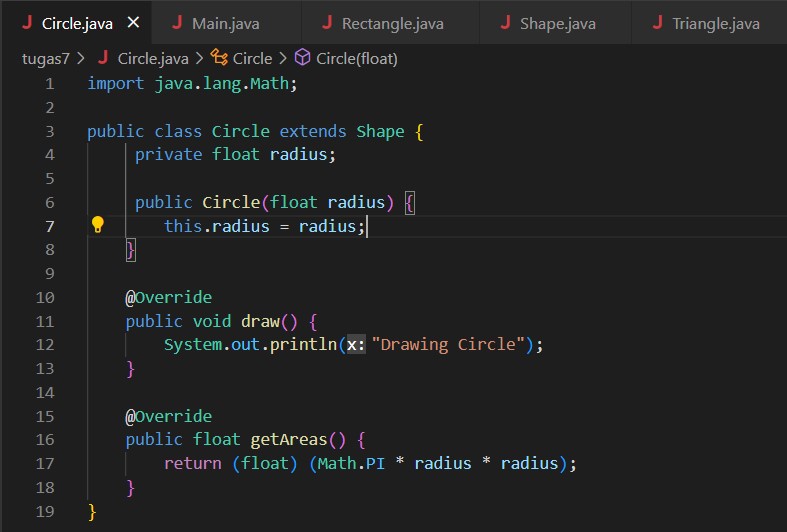 J Circle.java × J Main.java J Rectangle.java J Shape.java J Triangle.java
tugas7 > J Circle.java > Circle > Circle(float)
1 import java.lang.Math;
2
3 public class Circle extends Shape {
4     private float radius;
5
6     public Circle(float radius) {
7         this.radius = radius;
8     }
9
10     @Override
11     public void draw() {
12         System.out.println(x: "Drawing Circle");
13     }
14
15     @Override
16     public float getAreas() {
17         return (float) (Math.PI * radius * radius);
18     }
19 }